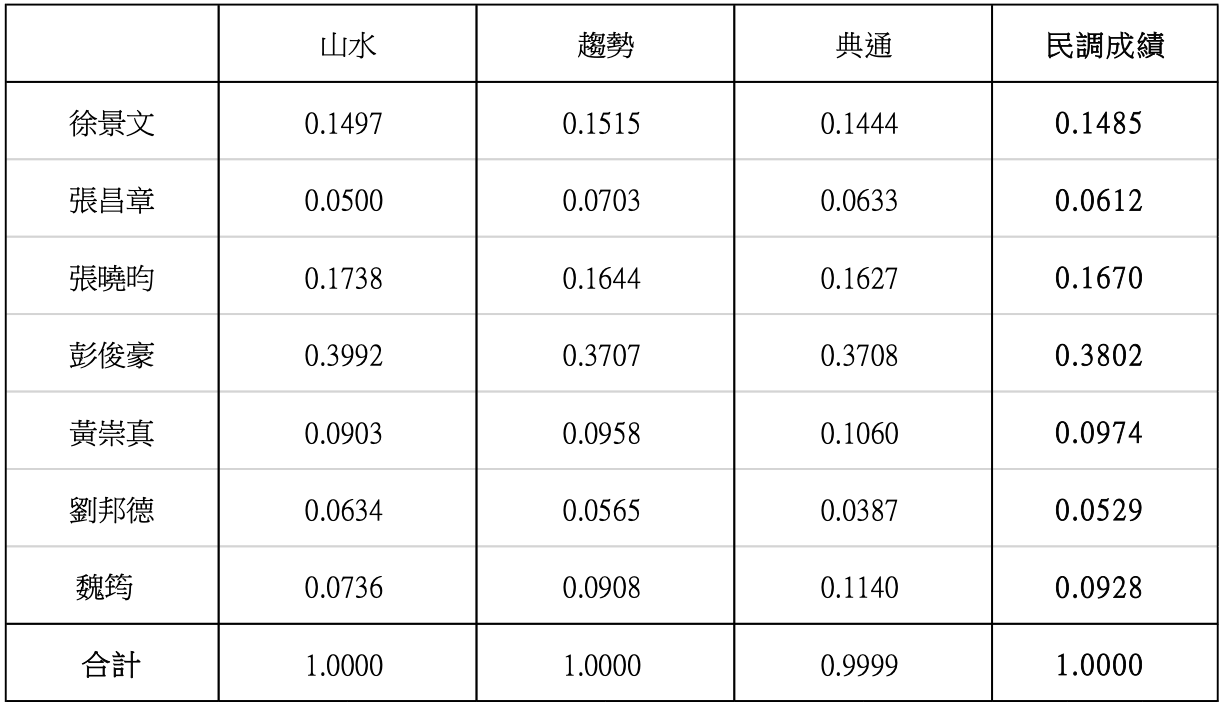 山水 趨勢 典通 民調成績
徐景文 0.1497 0.1515 0.1444 0.1485
張昌章 0.0500 0.0703 0.0633 0.0612
張曉昀 0.1738 0.1644 0.1627 0.1670
彭俊豪 0.3992 0.3707 0.3708 0.3802
黃崇真 0.0903 0.0958 0.1060 0.0974
劉邦德 0.0634 0.0565 0.0387 0.0529
魏筠 0.0736 0.0908 0.1140 0.0928
合計 1.0000 1.0000 0.9999 1.0000